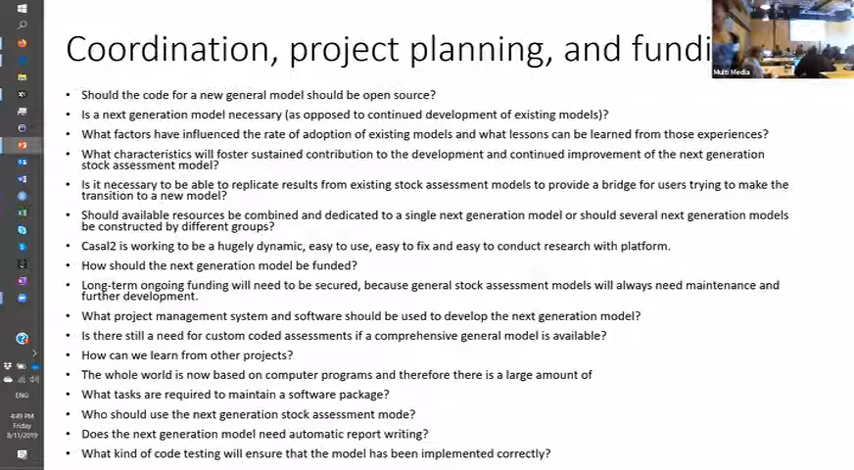 Coordination, project planning, and fundi
Multi Media
• Should the code for a new general model should be open source?
• Is a next generation model necessary (as opposed to continued development of existing models)?
• What factors have influenced the rate of adoption of existing models and what lessons can be learned from those experiences?
• What characteristics will foster sustained contribution to the development and continued improvement of the next generation
stock assessment model?
• Is it necessary to be able to replicate results from existing stock assessment models to provide a bridge for users trying to make the
transition to a new model?
• Should available resources be combined and dedicated to a single next generation model or should several next generation models
be constructed by different groups?
• Casal2 is working to be a hugely dynamic, easy to use, easy to fix and easy to conduct research with platform.
• How should the next generation model be funded?
• Long-term ongoing funding will need to be secured, because general stock assessment models will always need maintenance and
further development.
• What project management system and software should be used to develop the next generation model?
• Is there still a need for custom coded assessments if a comprehensive general model is available?
• How can we learn from other projects?
• The whole world is now based on computer programs and therefore there is a large amount of
• What tasks are required to maintain a software package?
• Who should use the next generation stock assessment mode?
• Does the next generation model need automatic report writing?
• What kind of code testing will ensure that the model has been implemented correctly?
ENG
4:49 PM
Friday
8/11/2019